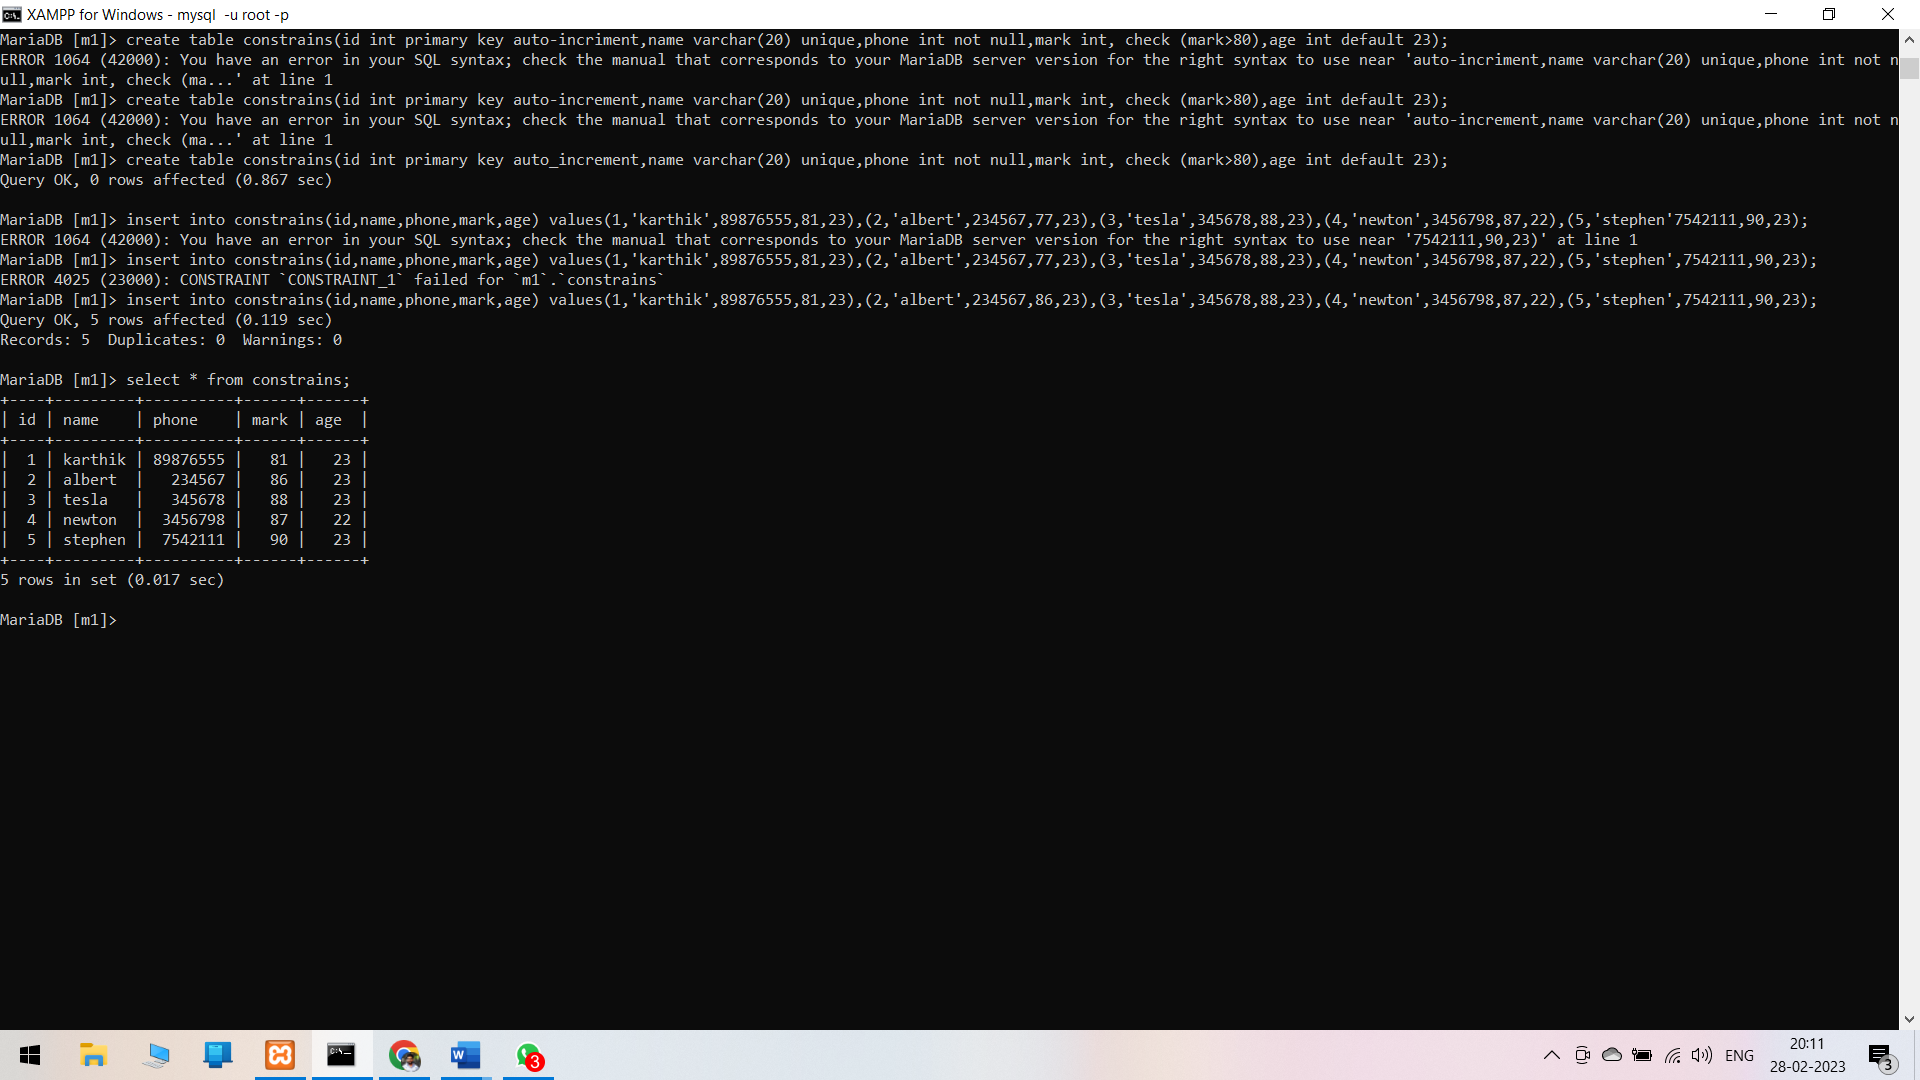 XAMPP for Windows - mysql  -u root -p
MariaDB [m1]> create table constrains(id int primary key auto-incriment,name varchar(20) unique,phone int not null,mark int, check (mark>80),age int default 23);
ERROR 1064 (42000): You have an error in your SQL syntax; check the manual that corresponds to your MariaDB server version for the right syntax to use near 'auto-incriment,name varchar(20) unique,phone int not n
ull,mark int, check (ma...' at line 1
MariaDB [m1]> create table constrains(id int primary key auto-increment,name varchar(20) unique,phone int not null,mark int, check (mark>80),age int default 23);
ERROR 1064 (42000): You have an error in your SQL syntax; check the manual that corresponds to your MariaDB server version for the right syntax to use near 'auto-increment,name varchar(20) unique,phone int not n
ull,mark int, check (ma...' at line 1
MariaDB [m1]> create table constrains(id int primary key auto_increment,name varchar(20) unique,phone int not null,mark int, check (mark>80),age int default 23);
Query OK, 0 rows affected (0.867 sec)

MariaDB [m1]> insert into constrains(id,name,phone,mark,age) values(1,'karthik',89876555,81,23),(2,'albert',234567,77,23),(3,'tesla',345678,88,23),(4,'newton',3456798,87,22),(5,'stephen'7542111,90,23);
ERROR 1064 (42000): You have an error in your SQL syntax; check the manual that corresponds to your MariaDB server version for the right syntax to use near '7542111,90,23)' at line 1
MariaDB [m1]> insert into constrains(id,name,phone,mark,age) values(1,'karthik',89876555,81,23),(2,'albert',234567,77,23),(3,'tesla',345678,88,23),(4,'newton',3456798,87,22),(5,'stephen',7542111,90,23);
ERROR 4025 (23000): CONSTRAINT `CONSTRAINT_1` failed for `m1`.`constrains`
MariaDB [m1]> insert into constrains(id,name,phone,mark,age) values(1,'karthik',89876555,81,23),(2,'albert',234567,86,23),(3,'tesla',345678,88,23),(4,'newton',3456798,87,22),(5,'stephen',7542111,90,23);
Query OK, 5 rows affected (0.119 sec)
Records: 5  Duplicates: 0  Warnings: 0

MariaDB [m1]> select * from constrains;
+----+---------+----------+------+------+
| id | name    | phone    | mark | age  |
+----+---------+----------+------+------+
|  1 | karthik | 89876555 |   81 |   23 |
|  2 | albert  |   234567 |   86 |   23 |
|  3 | tesla   |   345678 |   88 |   23 |
|  4 | newton  |  3456798 |   87 |   22 |
|  5 | stephen |  7542111 |   90 |   23 |
+----+---------+----------+------+------+
5 rows in set (0.017 sec)

MariaDB [m1]>
3
ENG
20:11
28-02-2023
3